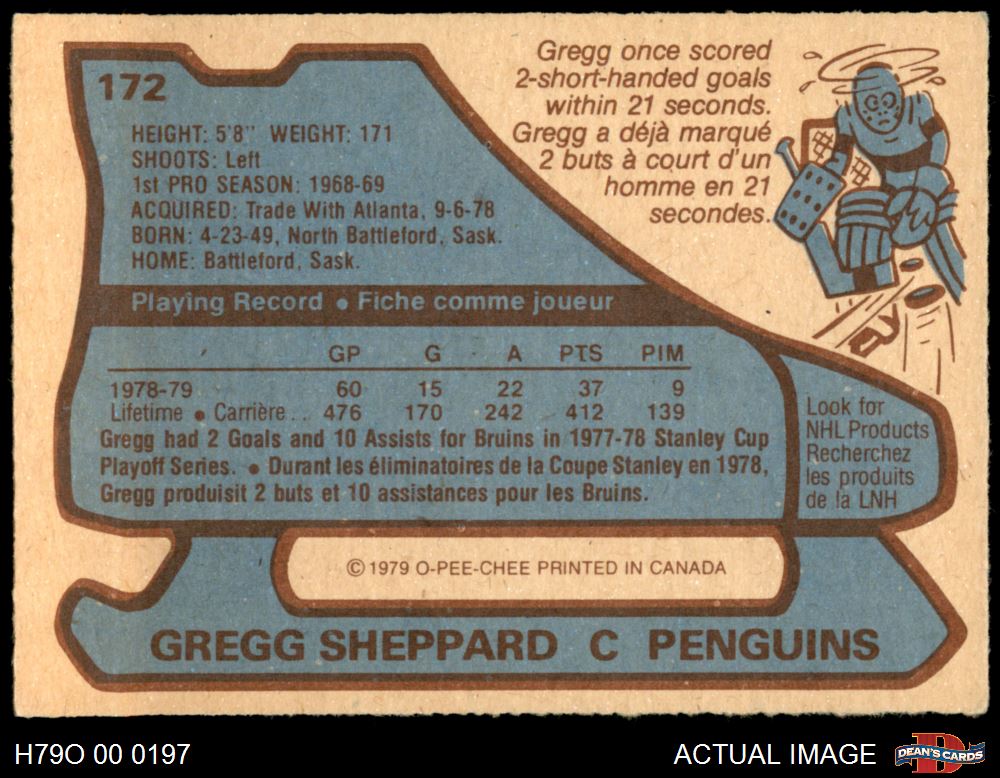 172
Gregg once scored
2-short-handed goals
within 21 seconds.
Gregg a déjà marqué
2 buts à court d'un
homme en 21
secondes.
HEIGHT: 5'8" WEIGHT: 171
SHOOTS: Left
1st PRO SEASON: 1968-69
ACQUIRED: Trade With Atlanta, 9-6-78
BORN: 4-23-49, North Battleford, Sask.
HOME: Battleford, Sask.
Playing Record • Fiche comme joueur
GP G A PTS PIM
1978-79 60 15 22 37 9
Lifetime • Carrière .. 476 170 242 412 139
Gregg had 2 Goals and 10 Assists for Bruins in 1977-78 Stanley Cup
Playoff Series. • Durant les éliminatoires de la Coupe Stanley en 1978,
Gregg produisit 2 buts et 10 assistances pour les Bruins.
Look for
NHL Products
Recherchez
les produits
de la LNH
© 1979 O-PEE-CHEE PRINTED IN CANADA
GREGG SHEPPARD C PENGUINS
H79O 00 0197
ACTUAL IMAGE
DEAN'S CARDS